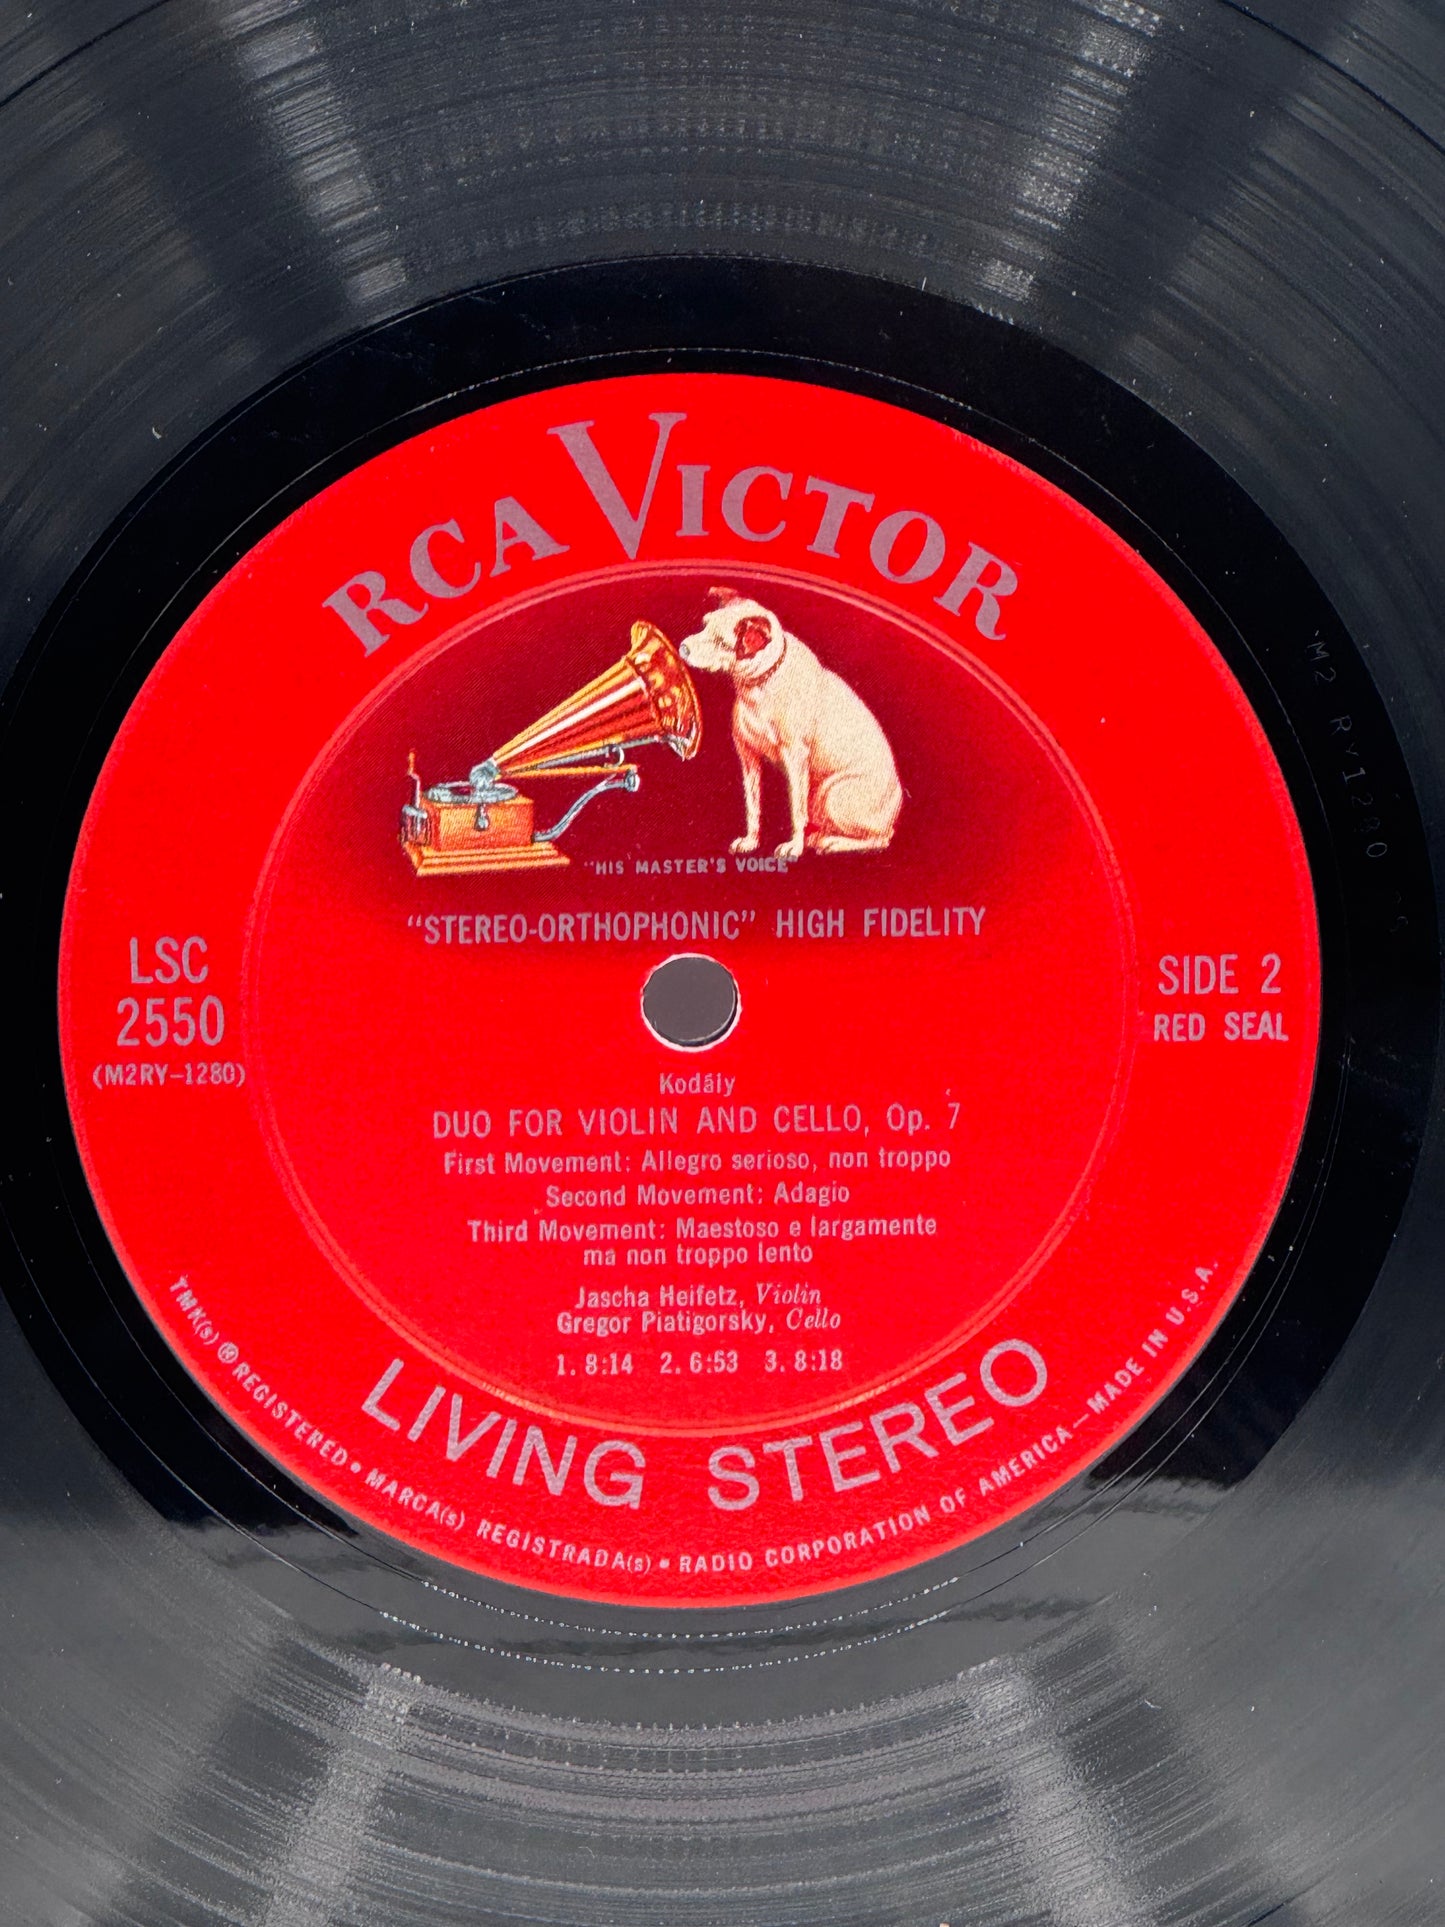 RCA VICTOR
"HIS MASTER'S VOICE"
"STEREO-ORTHOPHONIC" HIGH FIDELITY
LSC
2550
(M2RY-1280)
SIDE 2
RED SEAL
Kodály
DUO FOR VIOLIN AND CELLO, Op. 7
First Movement: Allegro serioso, non troppo
Second Movement: Adagio
Third Movement: Maestoso e largamente
ma non troppo lento
Jascha Heifetz, Violin
Gregor Piatigorsky, Cello
1. 8:14 2. 6:53 3. 8:18
LIVING STEREO
TMK(s) ® REGISTERED • MARCA(s) REGISTRADA(s) • RADIO CORPORATION OF AMERICA — MADE IN U.S.A.
M2 RY1280